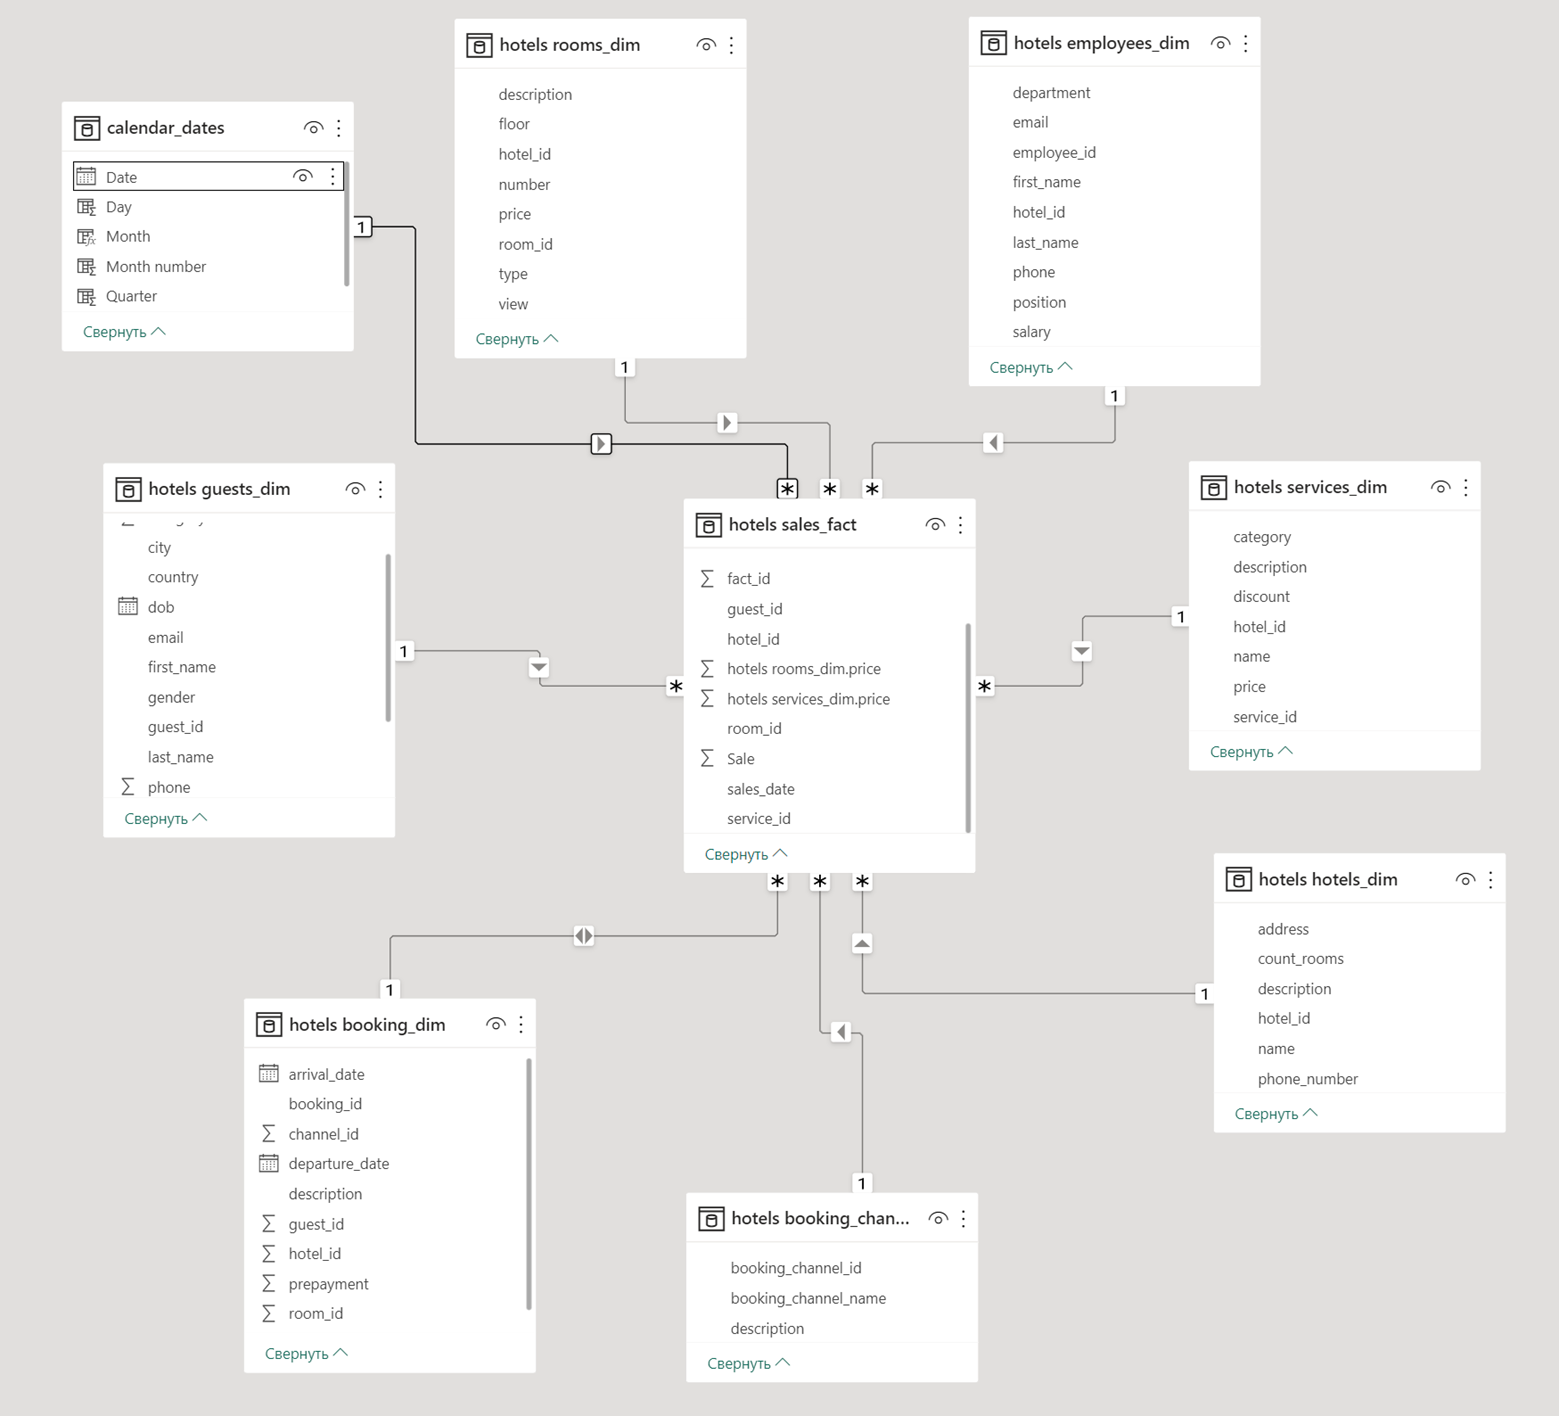 hotels rooms_dim
description
floor
hotel_id
number
price
room_id
type
view
Свернуть
1
hotels employees_dim
department
email
employee_id
first_name
hotel_id
last_name
phone
position
salary
Свернуть
1
calendar_dates
Date
Day
Month
Month number
Quarter
Свернуть
1
hotels guests_dim
city
country
dob
email
first_name
gender
guest_id
last_name
phone
Свернуть
1
*
*
*
*
hotels sales_fact
fact_id
guest_id
hotel_id
hotels rooms_dim.price
hotels services_dim.price
room_id
Sale
sales_date
service_id
Свернуть
*
*
*
*
hotels services_dim
category
description
discount
hotel_id
name
price
service_id
Свернуть
1
hotels hotels_dim
address
count_rooms
description
hotel_id
name
phone_number
Свернуть
1
1
hotels booking_dim
arrival_date
booking_id
channel_id
departure_date
description
guest_id
hotel_id
prepayment
room_id
Свернуть
1
hotels booking_chan...
booking_channel_id
booking_channel_name
description
Свернуть